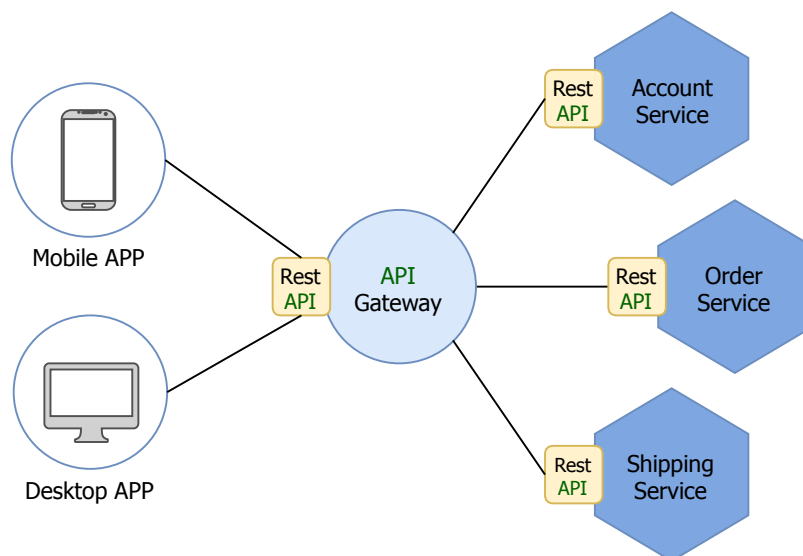 Rest
API
Account
Service
Mobile APP
Rest
API
API
Gateway
Rest
API
Order
Service
Desktop APP
Rest
API
Shipping
Service